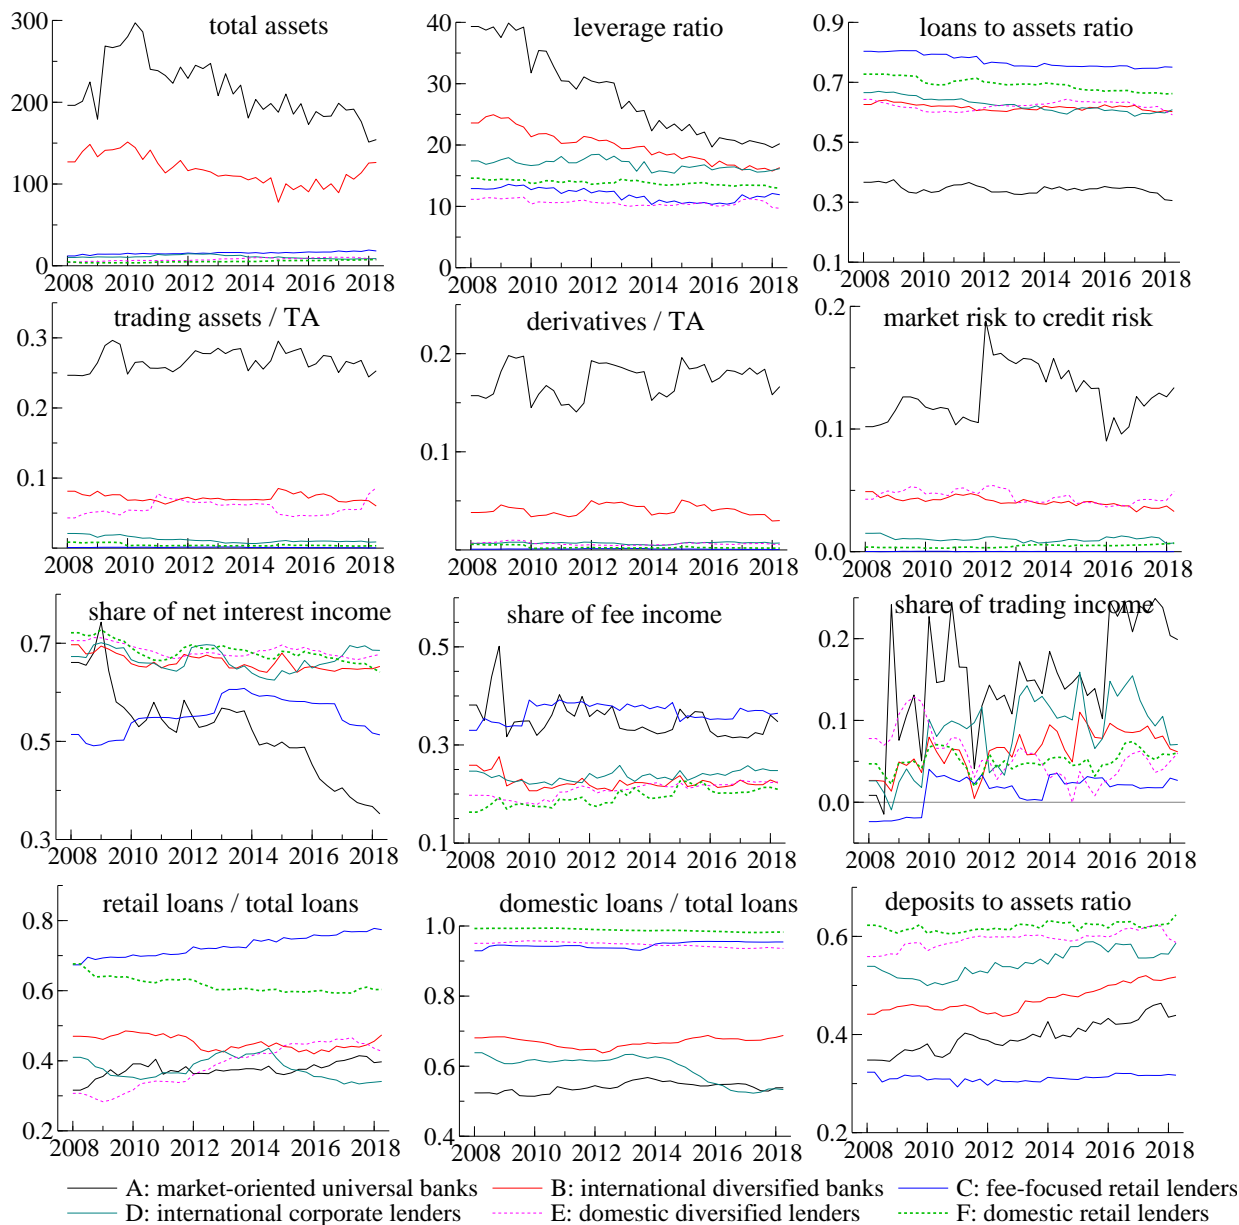 total assets
leverage ratio
loans to assets ratio
300
200
100
0
40
30
20
10
0
0.9
0.7
0.5
0.3
0.1
2008 2010 2012 2014 2016 2018
2008 2010 2012 2014 2016 2018
2008 2010 2012 2014 2016 2018
trading assets / TA
derivatives / TA
market risk to credit risk
0.3
0.2
0.1
0.2
0.1
0.2
0.1
0.0
2008 2010 2012 2014 2016 2018
2008 2010 2012 2014 2016 2018
2008 2010 2012 2014 2016 2018
share of net interest income
share of fee income
share of trading income
0.7
0.5
0.3
0.5
0.3
0.1
0.2
0.1
0.0
2008 2010 2012 2014 2016 2018
2008 2010 2012 2014 2016 2018
2008 2010 2012 2014 2016 2018
retail loans / total loans
domestic loans / total loans
deposits to assets ratio
0.8
0.6
0.4
0.2
1.0
0.8
0.6
0.4
0.6
0.4
0.2
2008 2010 2012 2014 2016 2018
2008 2010 2012 2014 2016 2018
2008 2010 2012 2014 2016 2018
A: market-oriented universal banks
B: international diversified banks
C: fee-focused retail lenders
D: international corporate lenders
E: domestic diversified lenders
F: domestic retail lenders